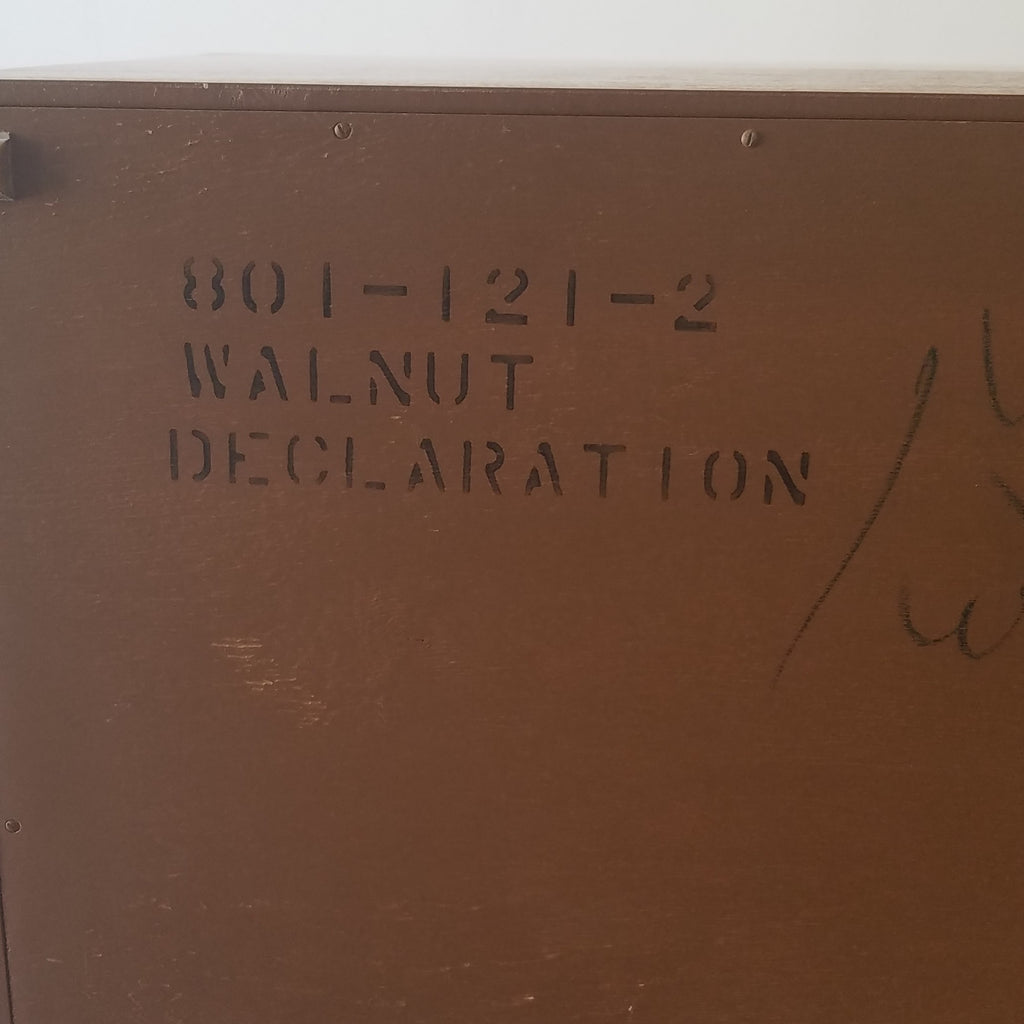 801-121-2
WALNUT
DECLARATION